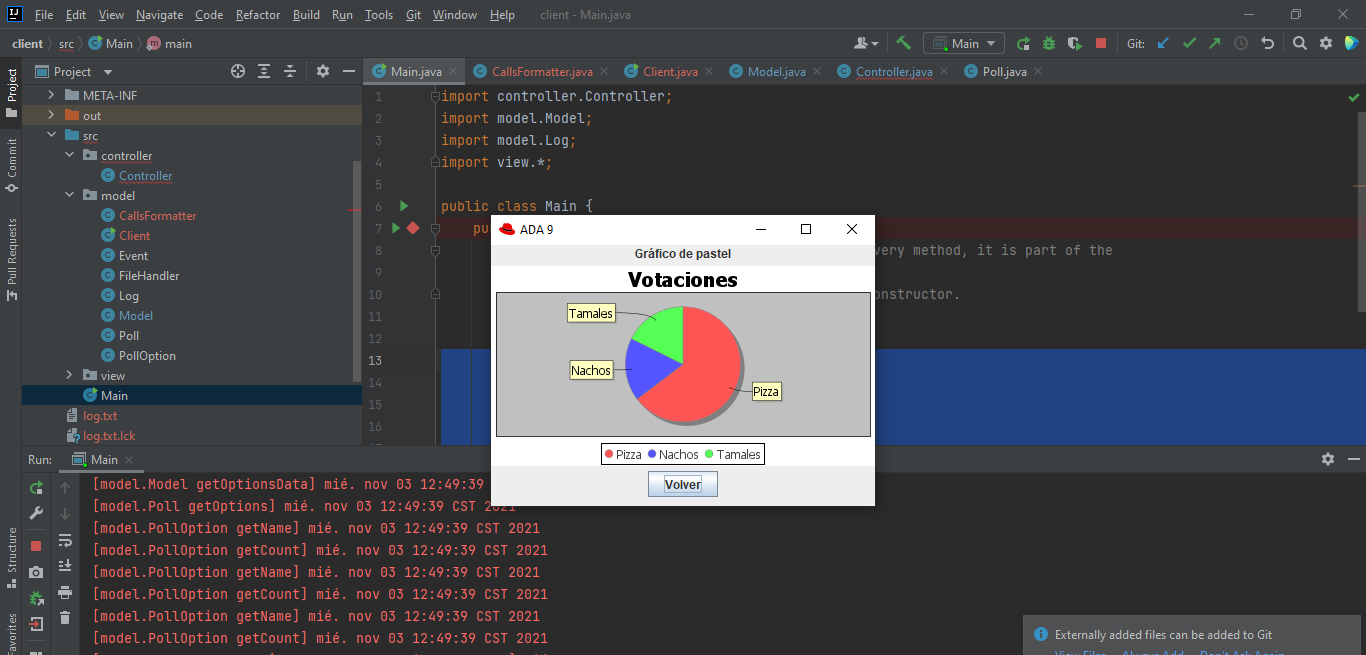 File Edit View Navigate Code Refactor Build Run Tools Git Window Help client - Main.java
client src Main main Main Git:
Project
Main.java CallsFormatter.java Client.java Model.java Controller.java Poll.java
Project
Commit
Pull Requests
META-INF
out
src
controller
Controller
model
CallsFormatter
Client
Event
FileHandler
Log
Model
Poll
PollOption
view
Main
log.txt
log.txt.lck
1 import controller.Controller;
2 import model.Model;
3 import model.Log;
4 import view.*;
5
6 public class Main {
7 pu
8 very method, it is part of the
9
10 onstructor.
11
12
13
14
15
16
ADA 9
Gráfico de pastel
Votaciones
Tamales
Nachos
Pizza
Pizza Nachos Tamales
Volver
Run: Main
Structure
Favorites
[model.Model getOptionsData] mié. nov 03 12:49:39
[model.Poll getOptions] mié. nov 03 12:49:39 CST 2021
[model.PollOption getName] mié. nov 03 12:49:39 CST 2021
[model.PollOption getCount] mié. nov 03 12:49:39 CST 2021
[model.PollOption getName] mié. nov 03 12:49:39 CST 2021
[model.PollOption getCount] mié. nov 03 12:49:39 CST 2021
[model.PollOption getName] mié. nov 03 12:49:39 CST 2021
[model.PollOption getCount] mié. nov 03 12:49:39 CST 2021
Externally added files can be added to Git
View Files Always Add Don't Ask Again